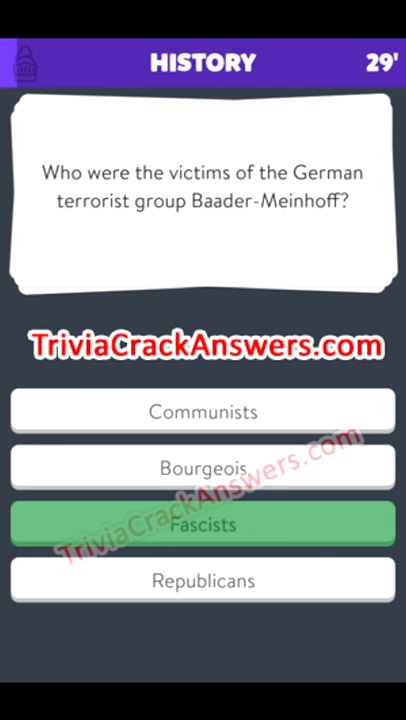 HISTORY 29'
Who were the victims of the German
terrorist group Baader-Meinhoff?
TriviaCrackAnswers.com
Communists
Bourgeois
TriviaCrackAnswers.com
Fascists
Republicans